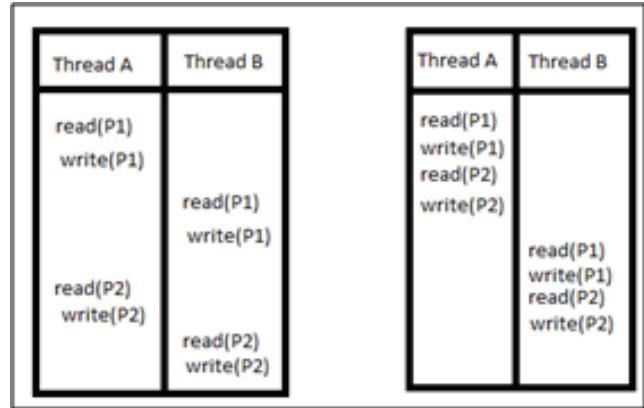 Thread A Thread B
read(P1)
write(P1)
read(P1)
write(P1)
read(P2)
write(P2)
read(P2)
write(P2)
Thread A Thread B
read(P1)
write(P1)
read(P2)
write(P2)
read(P1)
write(P1)
read(P2)
write(P2)